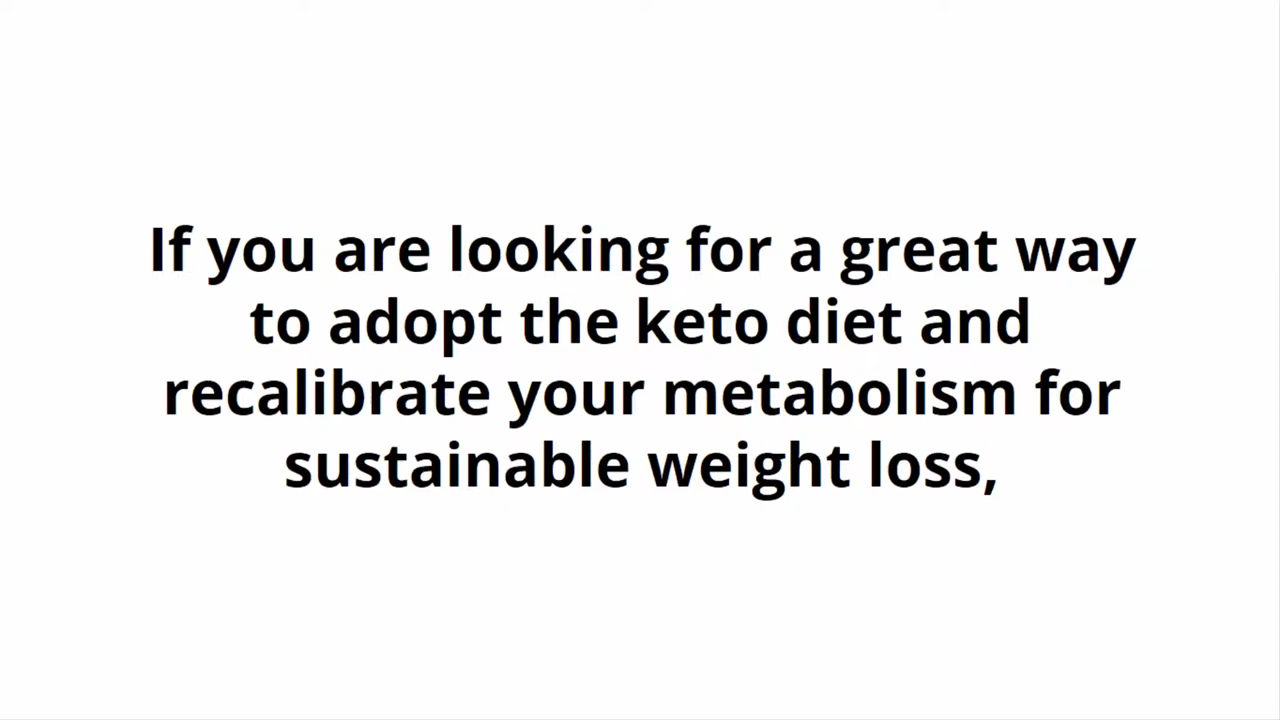 If you are looking for a great way
to adopt the keto diet and
recalibrate your metabolism for
sustainable weight loss,